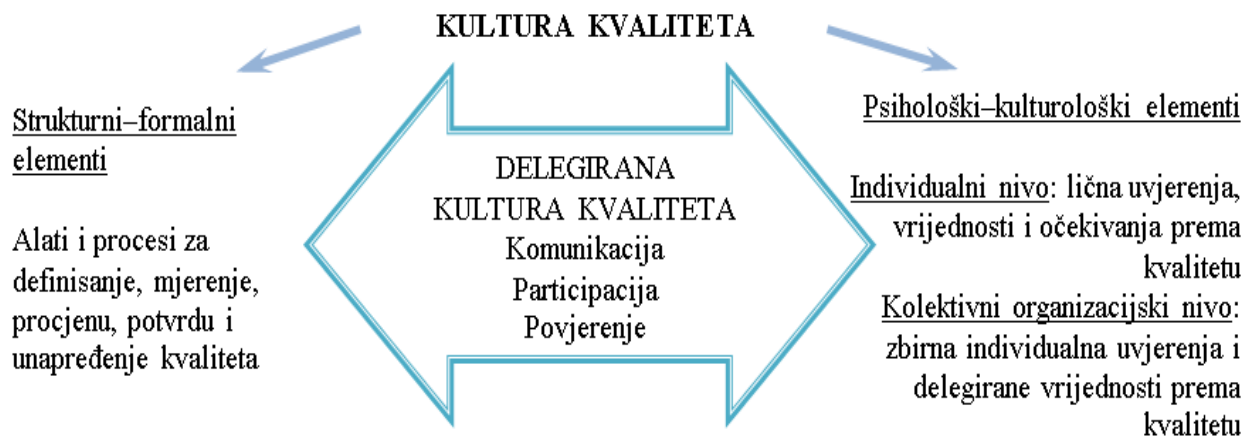 KULTURA KVALITETA
Strukturni–formalni
elementi
Alati i procesi za
definisanje, mjerenje,
procjenu, potvrdu i
unapređenje kvaliteta
DELEGIRANA
KULTURA KVALITETA
Komunikacija
Participacija
Povjerenje
Psihološki–kulturološki elementi
Individualni nivo: lična uvjerenja,
vrijednosti i očekivanja prema
kvalitetu
Kolektivni organizacijski nivo:
zbirna individualna uvjerenja i
delegirane vrijednosti prema
kvalitetu